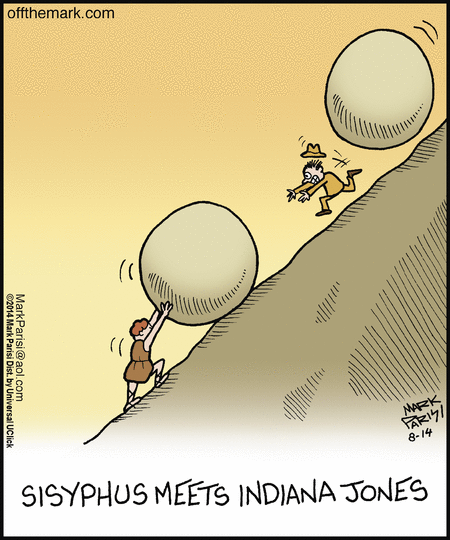 offthemark.com
MarkParisi@aol.com
©2014 Mark Parisi Dist. by Universal UClick
MARK
PARISI
8-14
SISYPHUS MEETS INDIANA JONES